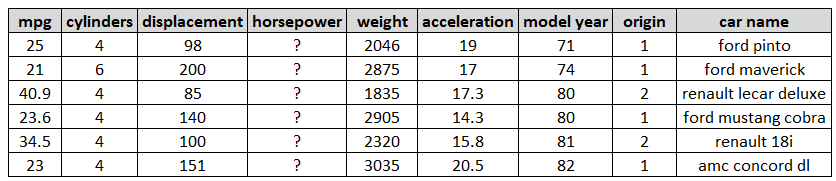 mpg cylinders displacement horsepower weight acceleration model year origin car name
25 4 98 ? 2046 19 71 1 ford pinto
21 6 200 ? 2875 17 74 1 ford maverick
40.9 4 85 ? 1835 17.3 80 2 renault lecar deluxe
23.6 4 140 ? 2905 14.3 80 1 ford mustang cobra
34.5 4 100 ? 2320 15.8 81 2 renault 18i
23 4 151 ? 3035 20.5 82 1 amc concord dl